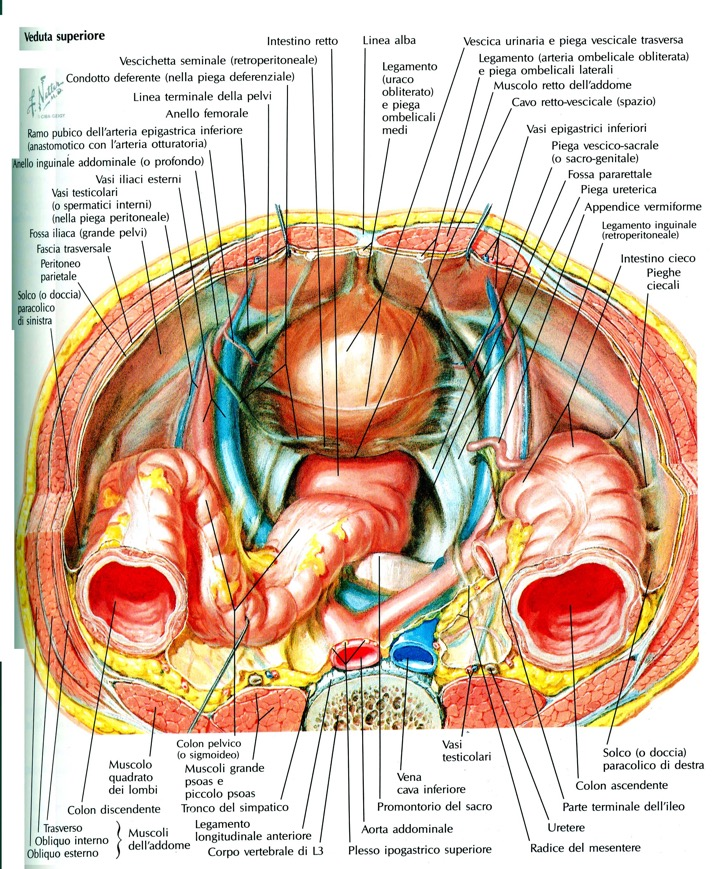 Veduta superiore
Intestino retto
Linea alba
Vescica urinaria e piega vescicale trasversa
Vescichetta seminale (retroperitoneale)
Condotto deferente (nella piega deferenziale)
Linea terminale della pelvi
Anello femorale
Ramo pubico dell'arteria epigastrica inferiore
(anastomotico con l'arteria otturatoria)
Anello inguinale addominale (o profondo)
Vasi iliaci esterni
Vasi testicolari
(o spermatici interni)
(nella piega peritoneale)
Fossa iliaca (grande pelvi)
Fascia trasversale
Peritoneo
parietale
Solco (o doccia)
paracolico
di sinistra
Legamento
(uraco
obliterato)
e piega
ombelicali
medi
Legamento (arteria ombelicale obliterata)
e piega ombelicali laterali
Muscolo retto dell'addome
Cavo retto-vescicale (spazio)
Vasi epigastrici inferiori
Piega vescico-sacrale
(o sacro-genitale)
Fossa pararettale
Piega ureterica
Appendice vermiforme
Legamento inguinale
(retroperitoneale)
Intestino cieco
Pieghe
ciecali
F. Netter
M.D.
Muscolo
quadrato
dei lombi
Colon discendente
Trasverso
Obliquo interno
Obliquo esterno
Muscoli
dell'addome
Colon pelvico
(o sigmoideo)
Muscoli grande
psoas e
piccolo psoas
Tronco del simpatico
Legamento
longitudinale anteriore
Corpo vertebrale di L3
Plesso ipogastrico superiore
Aorta addominale
Promontorio del sacro
Vena
cava inferiore
Vasi
testicolari
Solco (o doccia)
paracolico di destra
Colon ascendente
Parte terminale dell'ileo
Uretere
Radice del mesentere